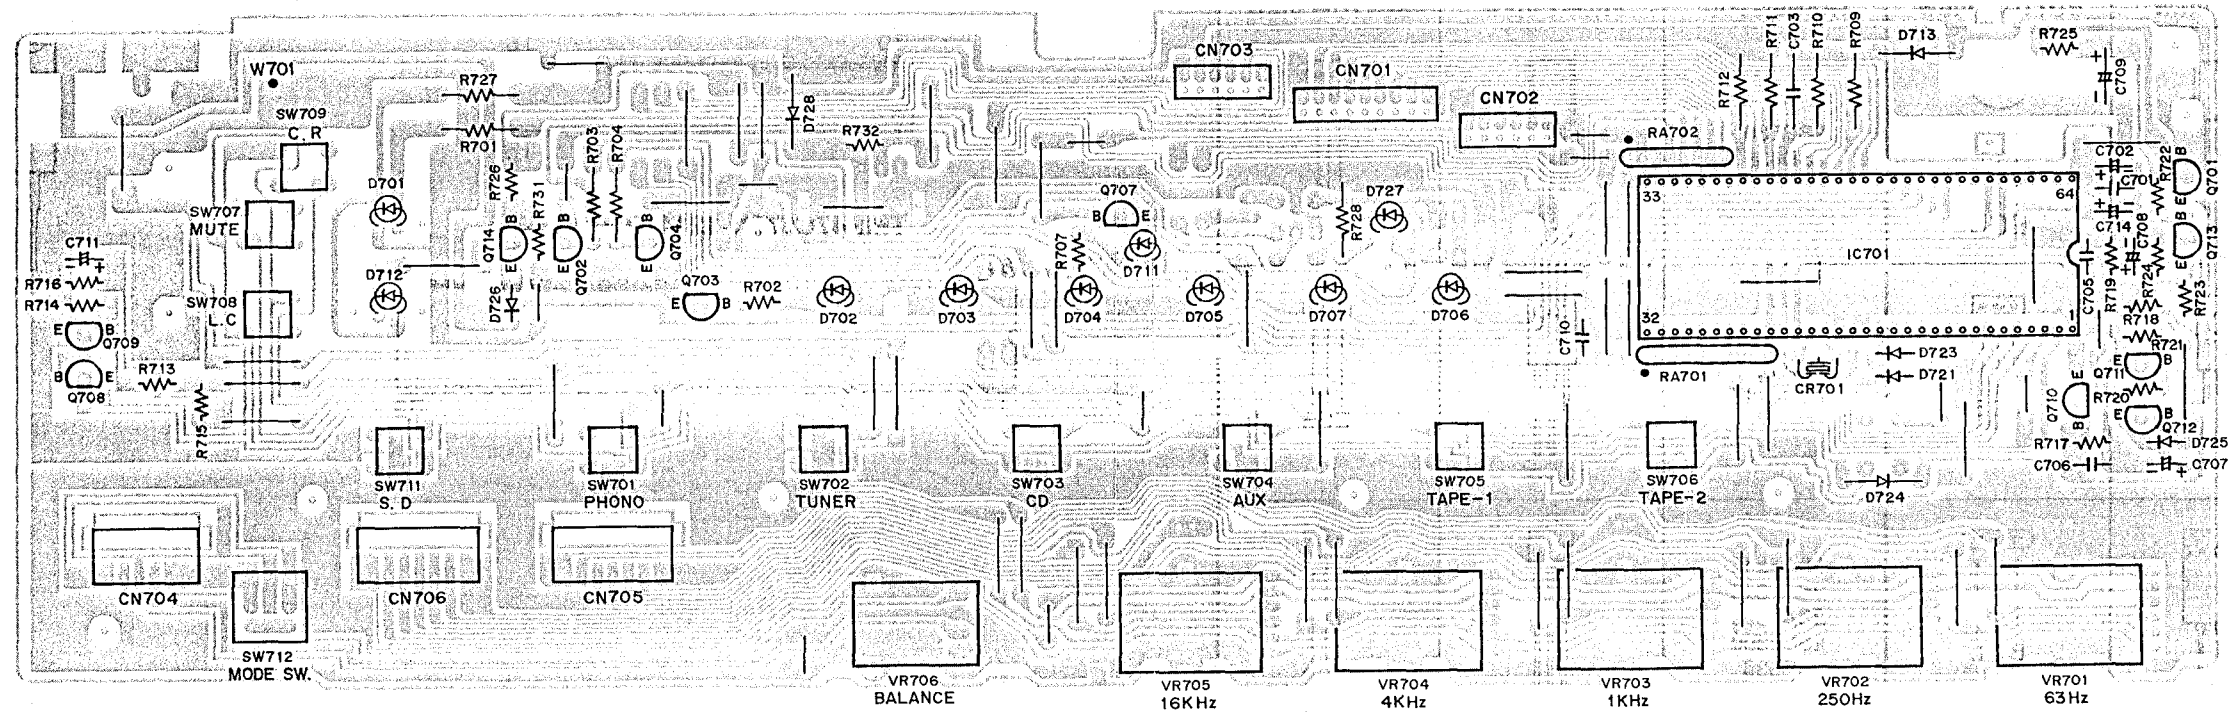 W701
SW709
C.R
R727
R701
R703
R704
D728
R732
CN703
CN701
CN702
R712
R711
C703
R710
R709
D713
R725
C709
+
−
RA702
C702
+
R722
B
Q701
E
D701
R726
R731
SW707
MUTE
B
Q714
E
B
Q702
E
B
Q704
E
Q707
B
E
D711
R707
R728
D727
33
64
IC701
32
1
C701
+
C714
+
C708
+
C705
R719
R724
B
Q713
E
R723
R718
R721
C711
−
+
R716
R714
E
B
Q709
B
E
Q708
R713
R715
D712
SW708
L.C
D726
Q703
E
B
R702
D702
D703
D704
D705
D707
D706
C710
RA701
CR701
D723
D721
E
B
Q711
R720
E
Q710
B
E
B
Q712
R717
D725
C706
C707
+
D724
SW711
S.D
SW701
PHONO
SW702
TUNER
SW703
CD
SW704
AUX
SW705
TAPE-1
SW706
TAPE-2
CN704
CN706
CN705
SW712
MODE SW.
VR706
BALANCE
VR705
16KHz
VR704
4KHz
VR703
1KHz
VR702
250Hz
VR701
63Hz